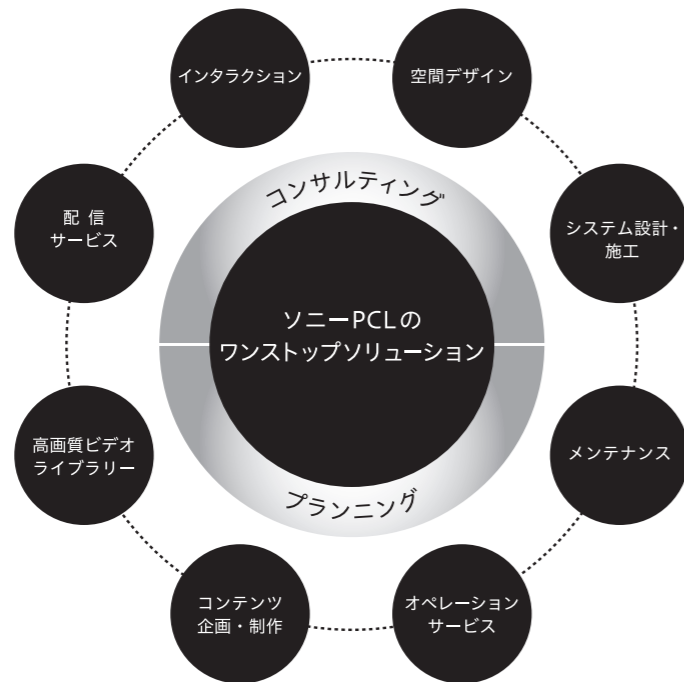 インタラクション
空間デザイン
配信
サービス
コンサルティング
システム設計・
施工
ソニーPCLの
ワンストップソリューション
高画質ビデオ
ライブラリー
メンテナンス
プランニング
コンテンツ
企画・制作
オペレーション
サービス